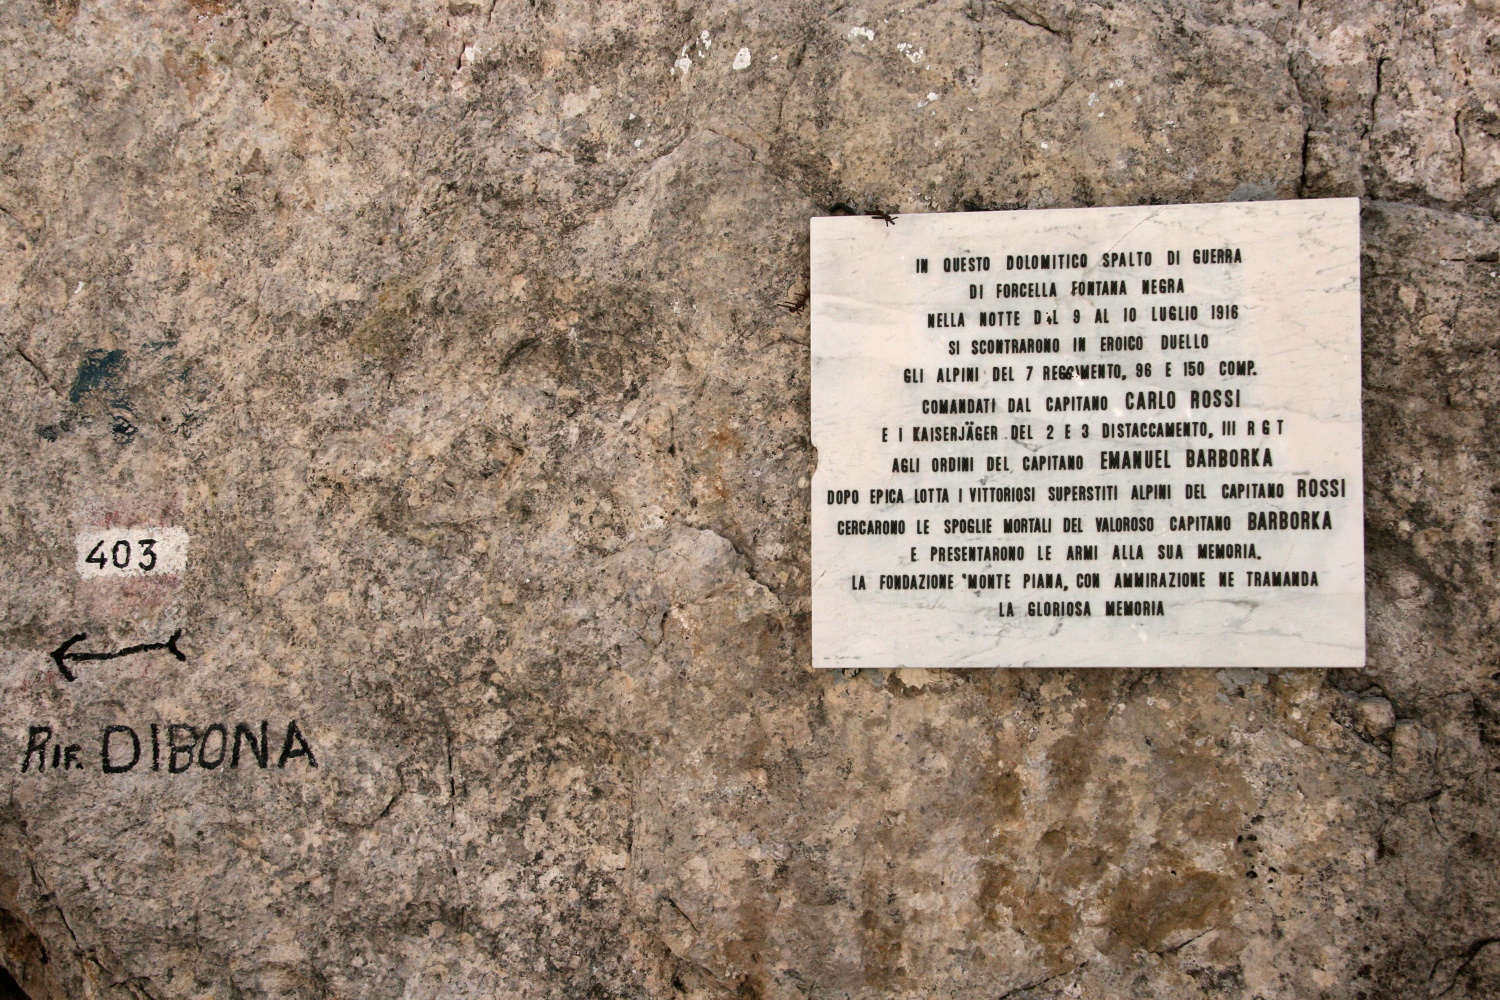 IN QUESTO DOLOMITICO SPALTO DI GUERRA
DI FORCELLA FONTANA NEGRA
NELLA NOTTE DAL 9 AL 10 LUGLIO 1916
SI SCONTRARONO IN EROICO DUELLO
GLI ALPINI DEL 7 REGGIMENTO, 96 E 150 COMP.
COMANDATI DAL CAPITANO CARLO ROSSI
E I KAISERJÄGER DEL 2 E 3 DISTACCAMENTO, III R G T
AGLI ORDINI DEL CAPITANO EMANUEL BARBORKA
DOPO EPICA LOTTA I VITTORIOSI SUPERSTITI ALPINI DEL CAPITANO ROSSI
CERCARONO LE SPOGLIE MORTALI DEL VALOROSO CAPITANO BARBORKA
E PRESENTARONO LE ARMI ALLA SUA MEMORIA.
LA FONDAZIONE "MONTE PIANA, CON AMMIRAZIONE NE TRAMANDA
LA GLORIOSA MEMORIA
403
←
RIF. DIBONA